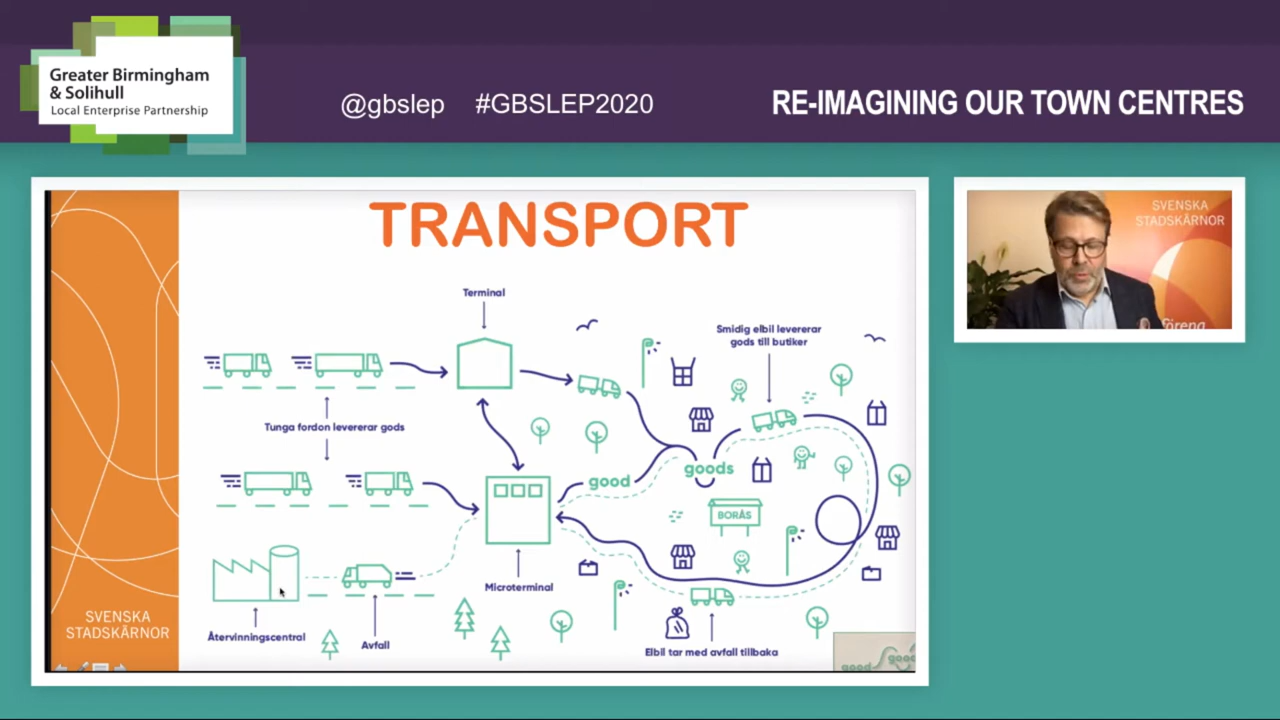 Greater Birmingham
& Solihull
Local Enterprise Partnership
@gbslep #GBSLEP2020
RE-IMAGINING OUR TOWN CENTRES
TRANSPORT
Terminal
Smidig elbil levererar
gods till butiker
Tunga fordon levererar gods
good
goods
BORÅS
Microterminal
Återvinningscentral
Avfall
Elbil tar med avfall tillbaka
SVENSKA
STADSKÄRNOR
good
good
SVENSKA
STADSKÄRNOR